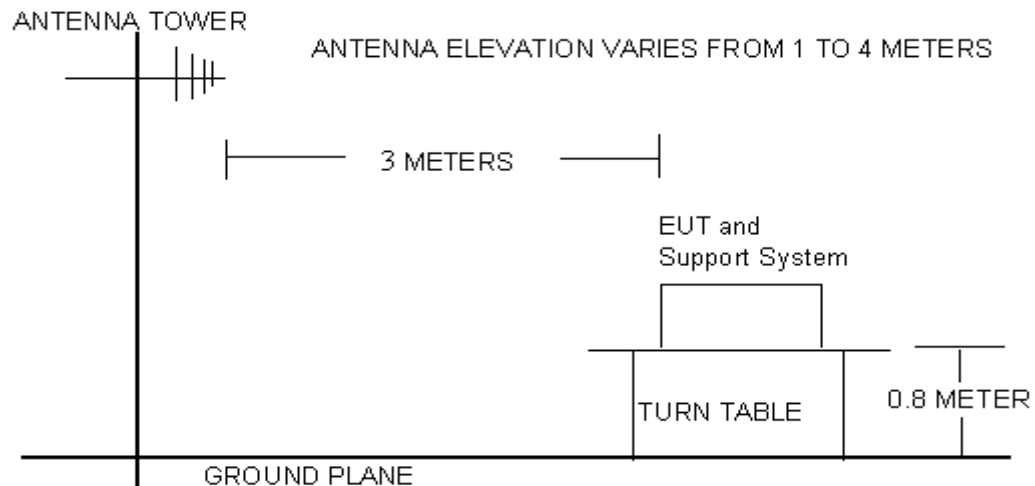 ANTENNA TOWER
ANTENNA ELEVATION VARIES FROM 1 TO 4 METERS
3 METERS
EUT and
Support System
0.8 METER
TURN TABLE
GROUND PLANE